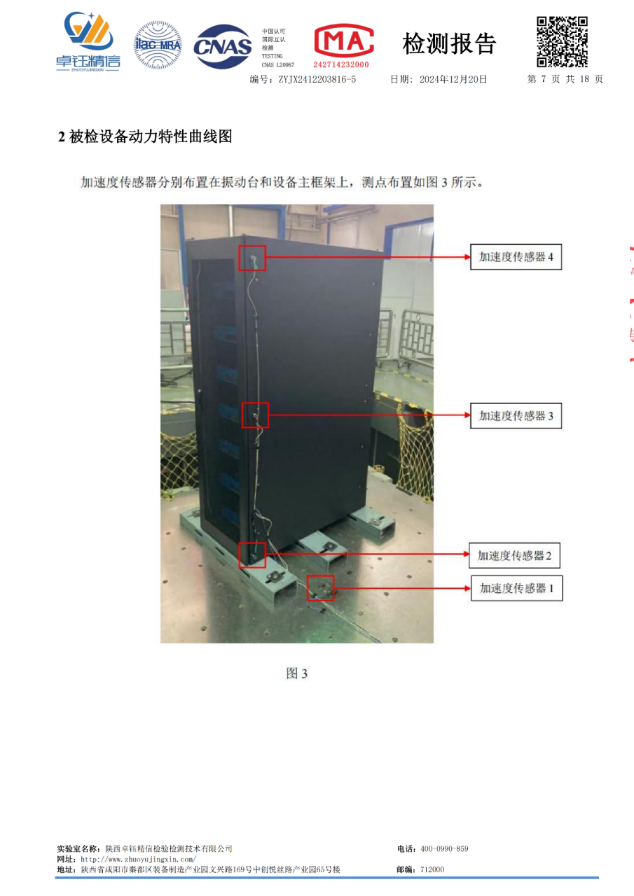 卓钰精信
ZHUOYUJINGXIN
ilac-MRA
CNAS
中国认可
国际互认
检测
TESTING
CNAS L20067
MA
242714232000
检测报告
编号: ZYJX2412203816-5 日期: 2024年12月20日 第 7 页 共 18 页
2 被检设备动力特性曲线图
加速度传感器分别布置在振动台和设备主框架上，测点布置如图 3 所示。
加速度传感器 4
加速度传感器 3
加速度传感器 2
加速度传感器 1
图 3
实验室名称: 陕西卓钰精信检验检测技术有限公司 电话: 400-0990-859
网址: http://www.zhuoyujingxin.com/
地址: 陕西省咸阳市秦都区装备制造产业园文兴路169号中创悦丝路产业园65号楼 邮编: 712000